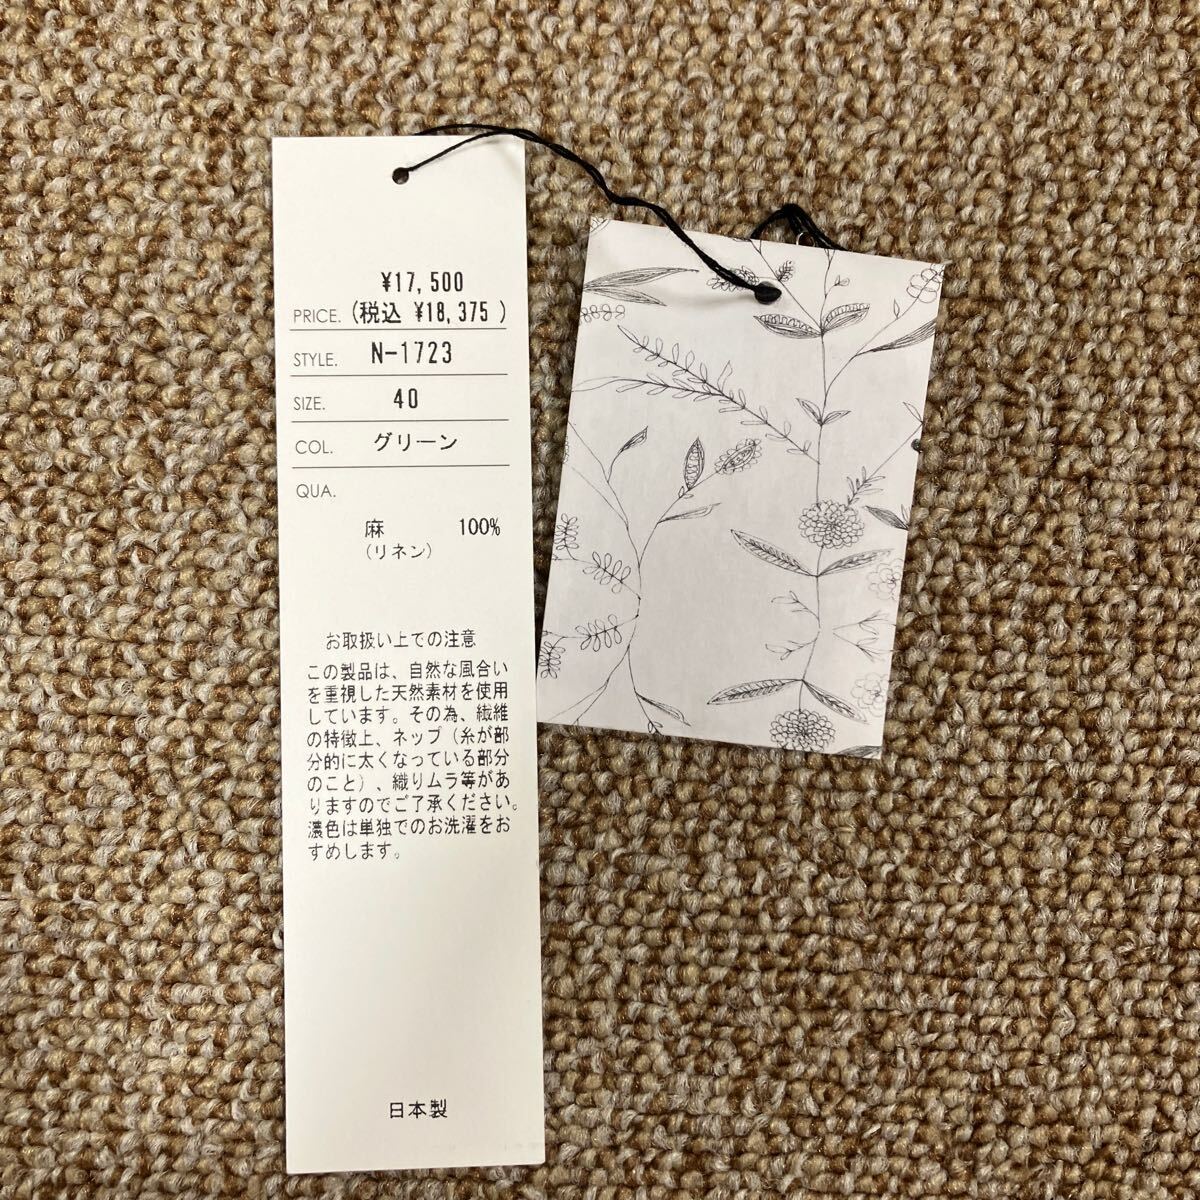 ¥17,500
PRICE. (税込 ¥18,375 )
STYLE. N-1723
SIZE. 40
COL. グリーン
QUA.
麻 100%
(リネン)
お取扱い上での注意
この製品は、自然な風合い
を重視した天然素材を使用
しています。その為、繊維
の特徴上、ネップ（糸が部
分的に太くなっている部分
のこと）、織りムラ等があ
りますのでご了承ください。
濃色は単独でのお洗濯をお
すめします。
日本製